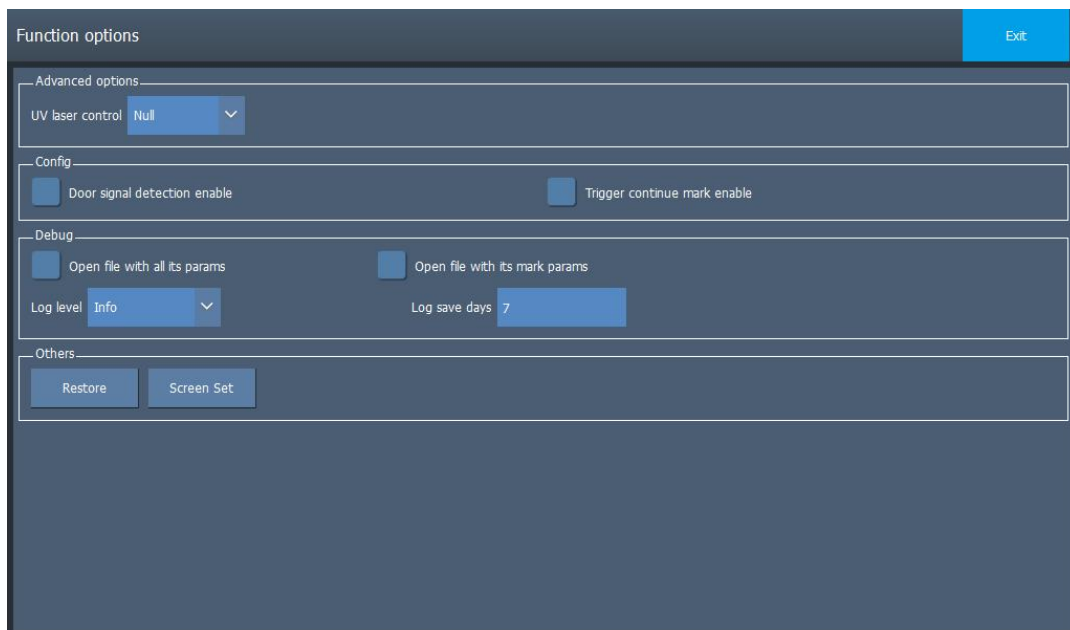 Function options
Exit
Advanced options
UV laser control Null
Config
Door signal detection enable Trigger continue mark enable
Debug
Open file with all its params Open file with its mark params
Log level Info Log save days 7
Others
Restore Screen Set